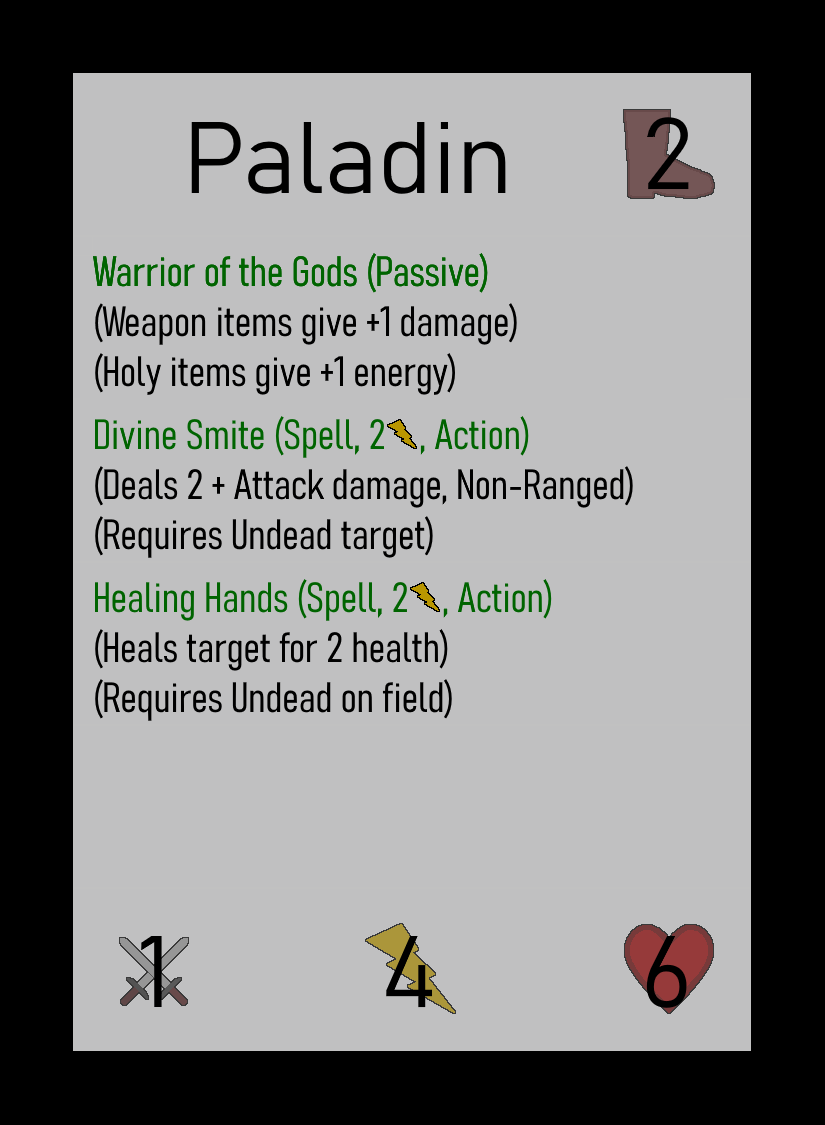 Paladin 2
Warrior of the Gods (Passive)
(Weapon items give +1 damage)
(Holy items give +1 energy)
Divine Smite (Spell, 2, Action)
(Deals 2 + Attack damage, Non-Ranged)
(Requires Undead target)
Healing Hands (Spell, 2, Action)
(Heals target for 2 health)
(Requires Undead on field)
1 4 6